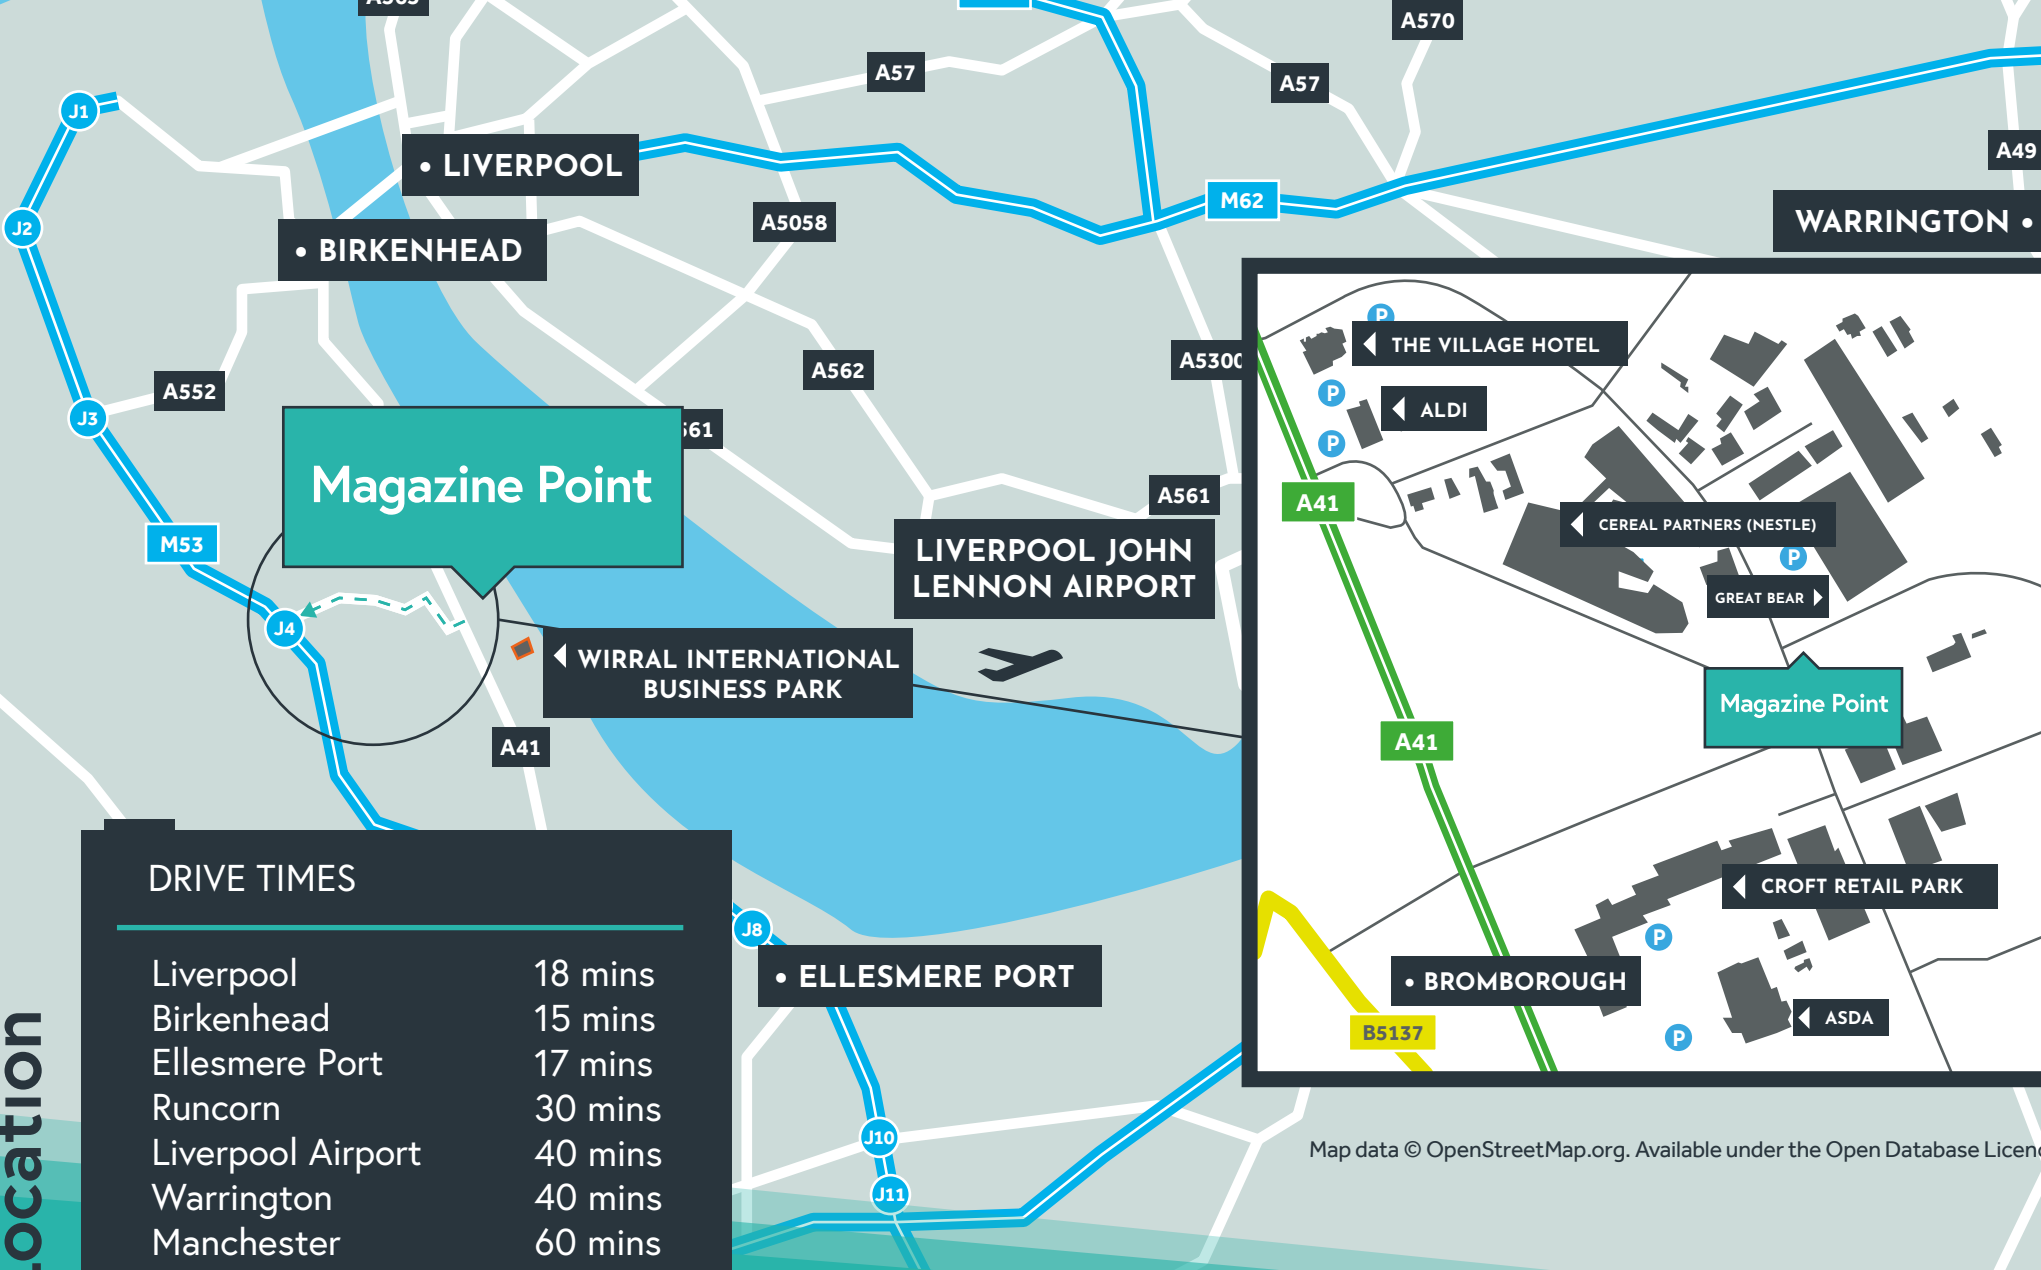 A570
A57
A57
J1
A49
• LIVERPOOL
M62
A5058
WARRINGTON •
J2
• BIRKENHEAD
P
THE VILLAGE HOTEL
A5300
A562
A552
P
ALDI
J3
P
Magazine Point
A561
A41
CEREAL PARTNERS (NESTLE)
M53
LIVERPOOL JOHN
LENNON AIRPORT
P
GREAT BEAR
J4
WIRRAL INTERNATIONAL
BUSINESS PARK
Magazine Point
A41
A41
DRIVE TIMES
CROFT RETAIL PARK
J8
P
• ELLESMERE PORT
• BROMBOROUGH
ASDA
B5137
P
Liverpool 18 mins
Birkenhead 15 mins
Ellesmere Port 17 mins
Runcorn 30 mins
Liverpool Airport 40 mins
Warrington 40 mins
Manchester 60 mins
J10
J11
Map data © OpenStreetMap.org. Available under the Open Database